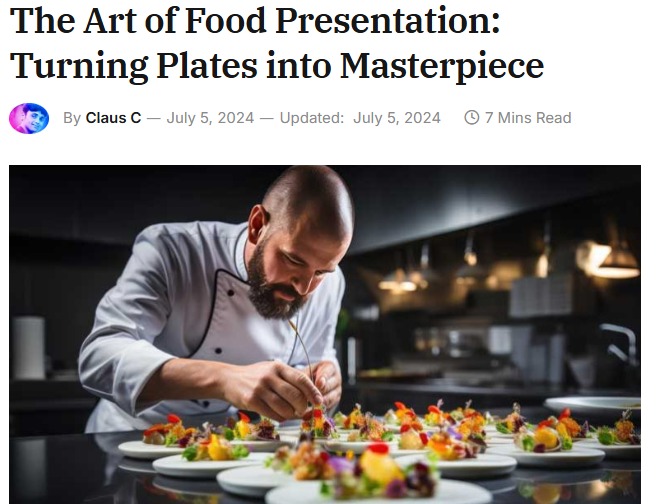 The Art of Food Presentation:
Turning Plates into Masterpiece
By Claus C — July 5, 2024 — Updated: July 5, 2024 7 Mins Read